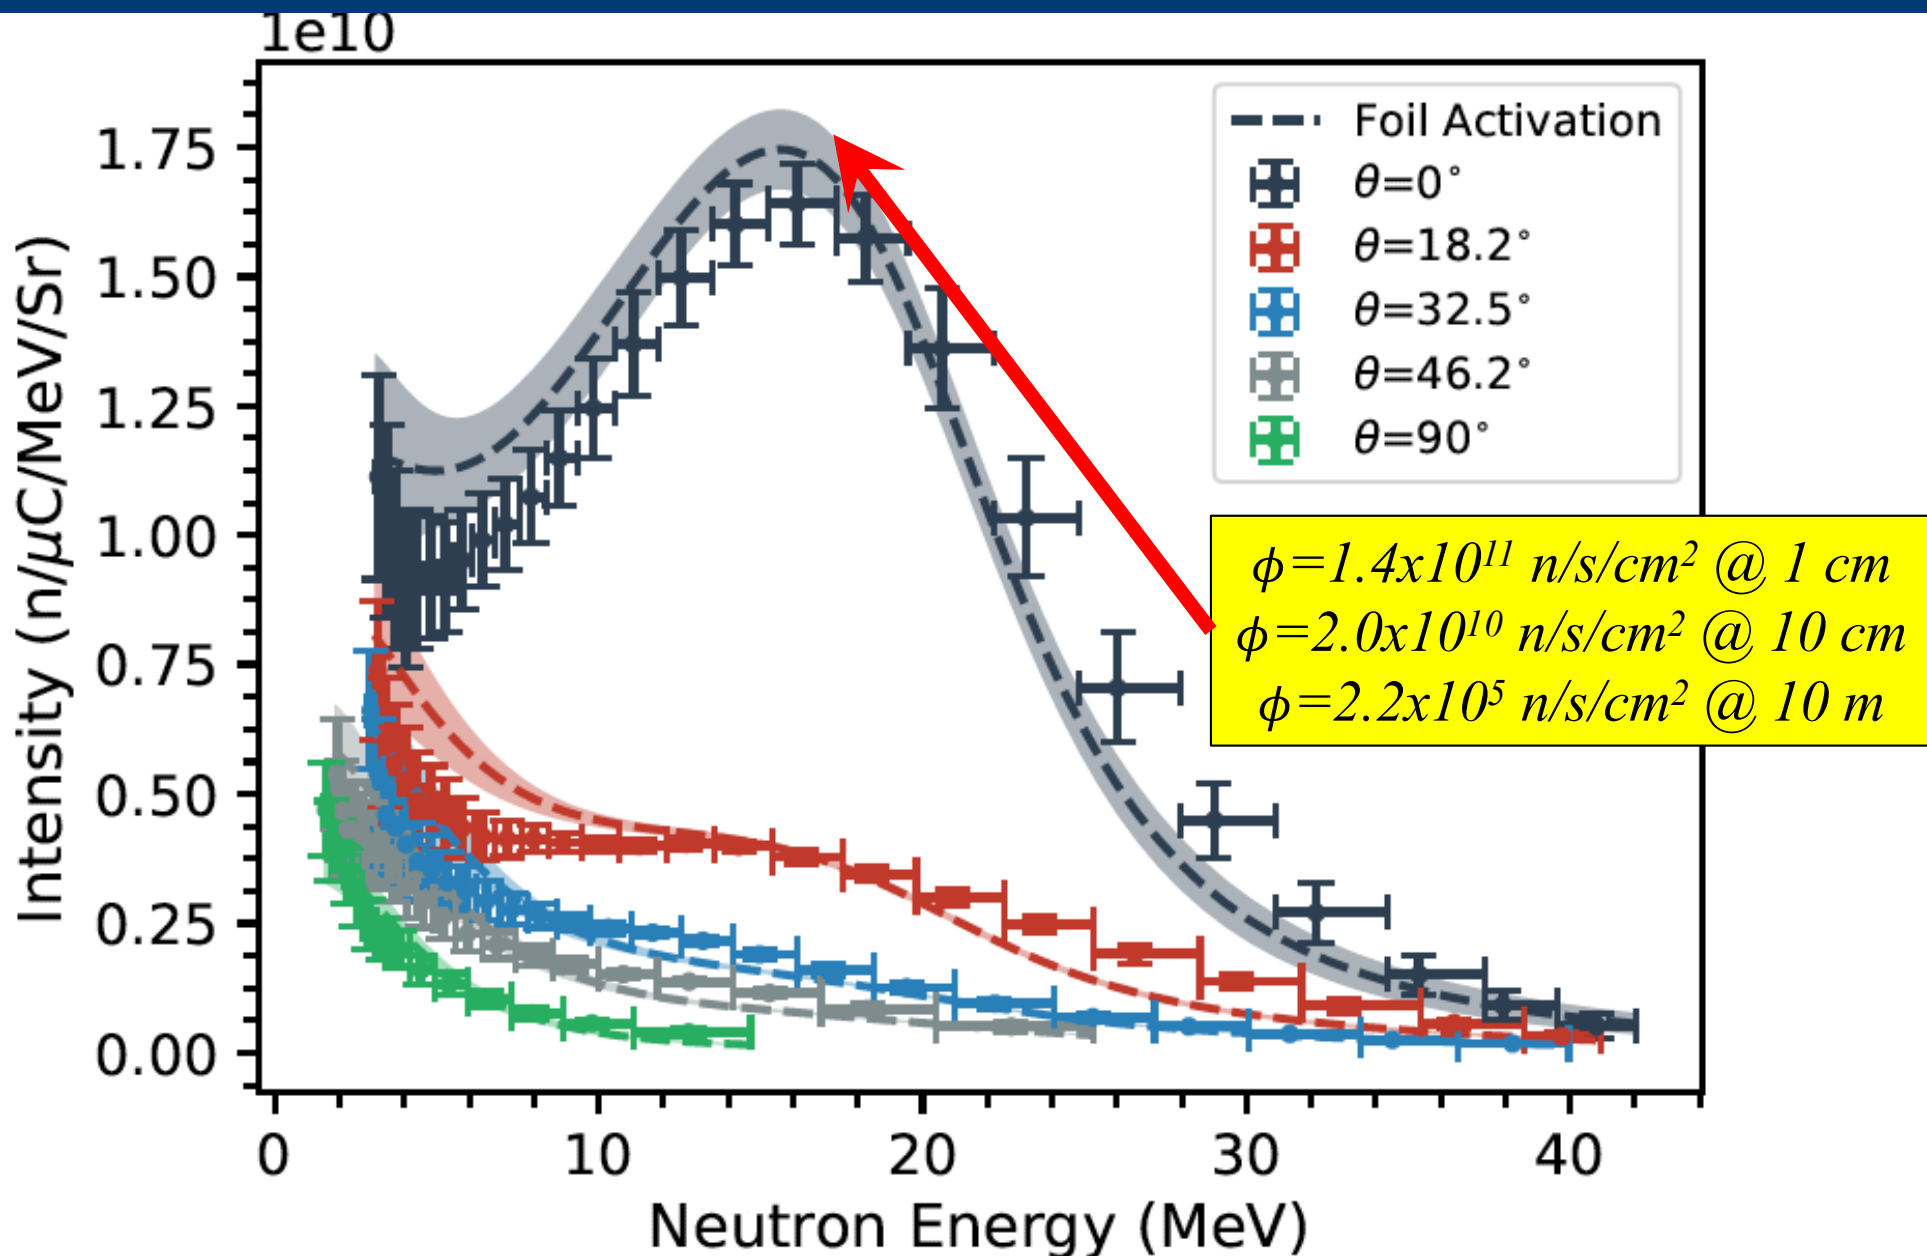 1e10
1.75
1.50
1.25
1.00
0.75
0.50
0.25
0.00
Intensity (n/μC/MeV/Sr)
Foil Activation
θ=0°
θ=18.2°
θ=32.5°
θ=46.2°
θ=90°
ϕ=1.4x10¹¹ n/s/cm² @ 1 cm
ϕ=2.0x10¹⁰ n/s/cm² @ 10 cm
ϕ=2.2x10⁵ n/s/cm² @ 10 m
0 10 20 30 40
Neutron Energy (MeV)